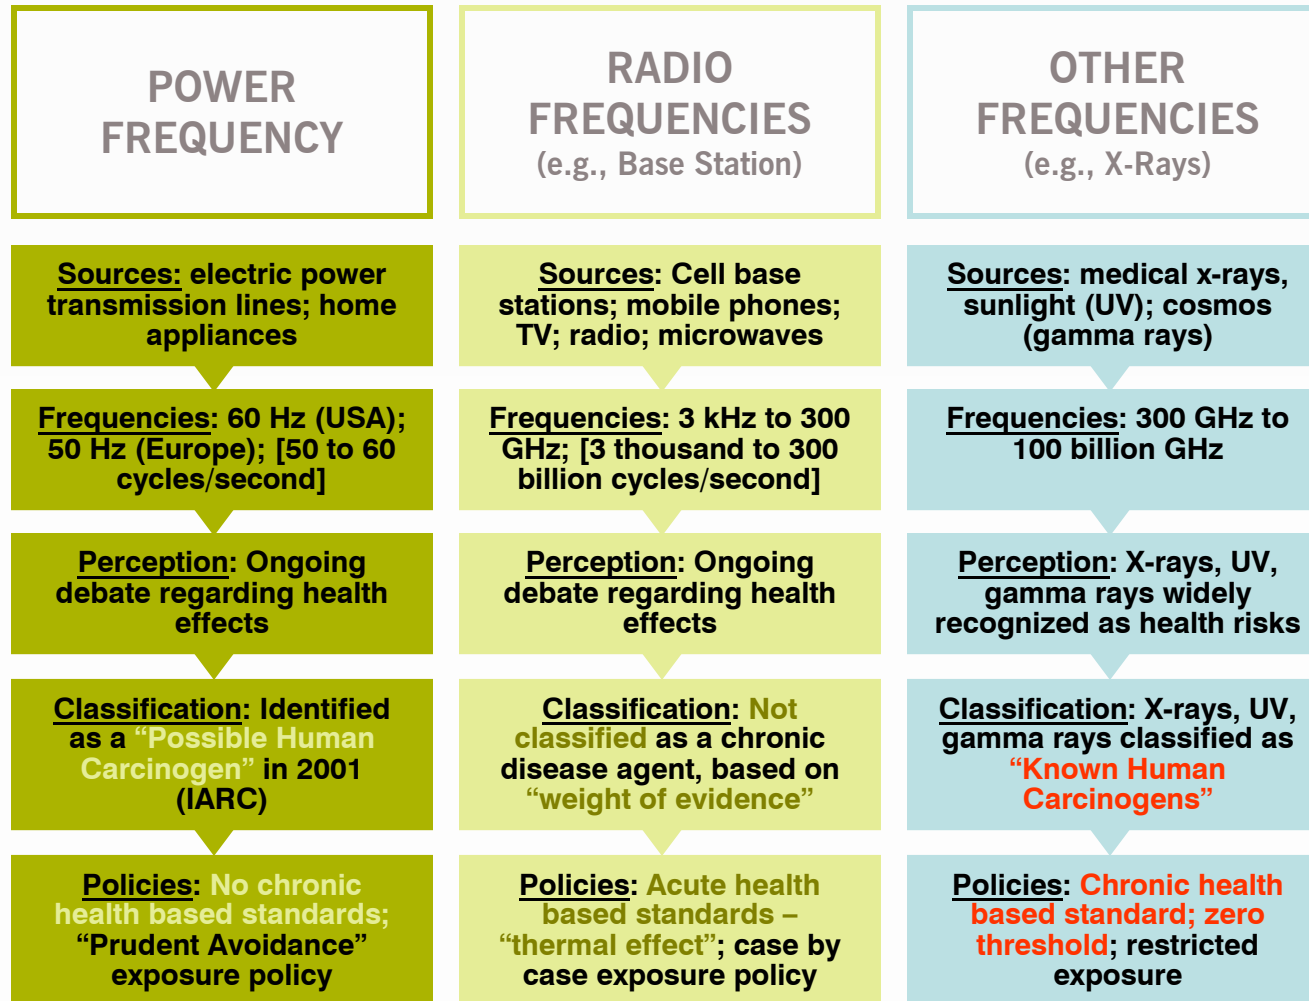 POWER
FREQUENCY
Sources: electric power
transmission lines; home
appliances
Frequencies: 60 Hz (USA);
50 Hz (Europe); [50 to 60
cycles/second]
Perception: Ongoing
debate regarding health
effects
Classification: Identified
as a “Possible Human
Carcinogen” in 2001
(IARC)
Policies: No chronic
health based standards;
“Prudent Avoidance”
exposure policy
RADIO
FREQUENCIES
(e.g., Base Station)
Sources: Cell base
stations; mobile phones;
TV; radio; microwaves
Frequencies: 3 kHz to 300
GHz; [3 thousand to 300
billion cycles/second]
Perception: Ongoing
debate regarding health
effects
Classification: Not
classified as a chronic
disease agent, based on
“weight of evidence”
Policies: Acute health
based standards –
“thermal effect”; case by
case exposure policy
OTHER
FREQUENCIES
(e.g., X-Rays)
Sources: medical x-rays,
sunlight (UV); cosmos
(gamma rays)
Frequencies: 300 GHz to
100 billion GHz
Perception: X-rays, UV,
gamma rays widely
recognized as health risks
Classification: X-rays, UV,
gamma rays classified as
“Known Human
Carcinogens”
Policies: Chronic health
based standard; zero
threshold; restricted
exposure